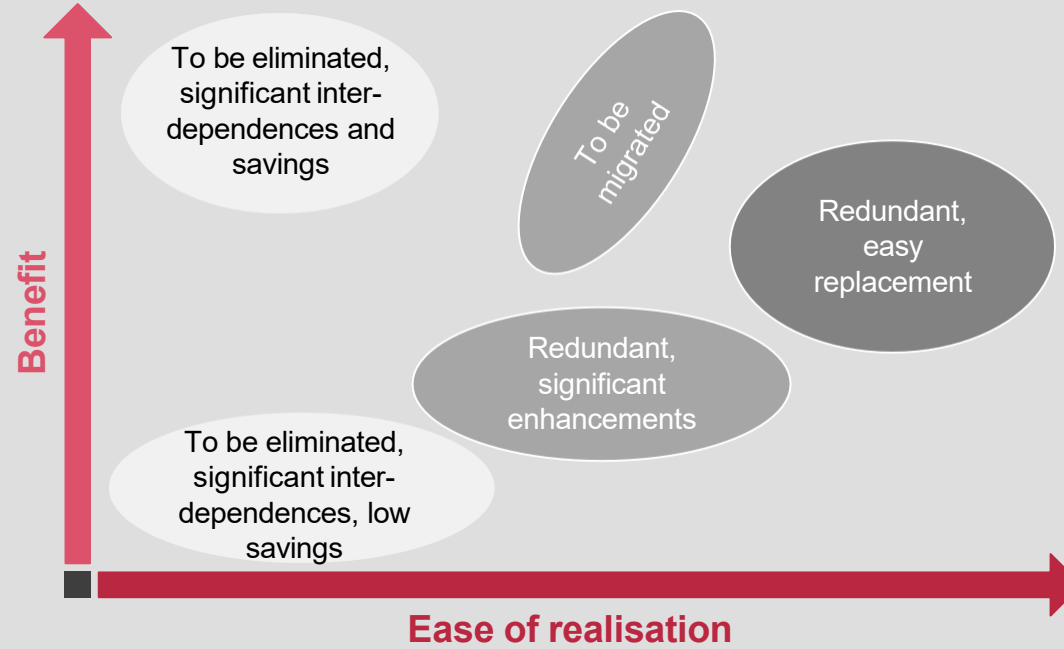 To be eliminated,
significant inter-
dependences and
savings
To be
migrated
Redundant,
easy
replacement
Benefit
Redundant,
significant
enhancements
To be eliminated,
significant inter-
dependences, low
savings
Ease of realisation